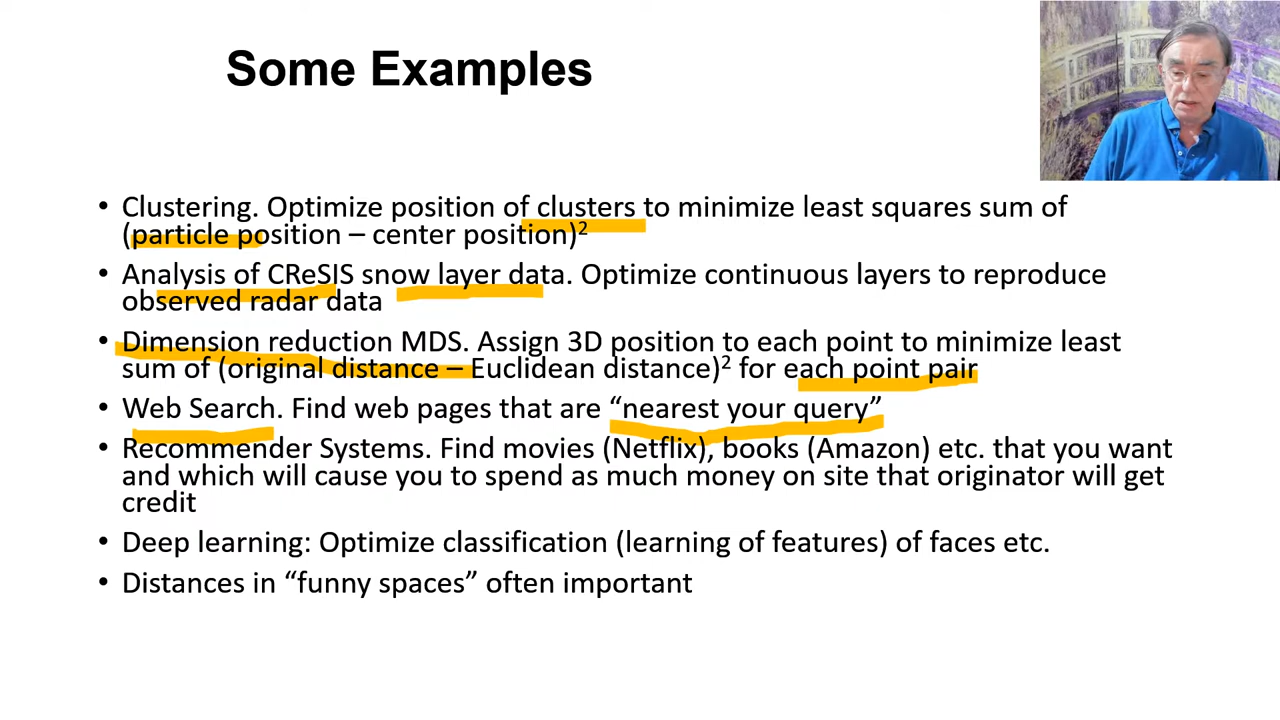 Some Examples
• Clustering. Optimize position of clusters to minimize least squares sum of
(particle position – center position)²
• Analysis of CReSIS snow layer data. Optimize continuous layers to reproduce
observed radar data
• Dimension reduction MDS. Assign 3D position to each point to minimize least
sum of (original distance – Euclidean distance)² for each point pair
• Web Search. Find web pages that are “nearest your query”
• Recommender Systems. Find movies (Netflix), books (Amazon) etc. that you want
and which will cause you to spend as much money on site that originator will get
credit
• Deep learning: Optimize classification (learning of features) of faces etc.
• Distances in “funny spaces” often important